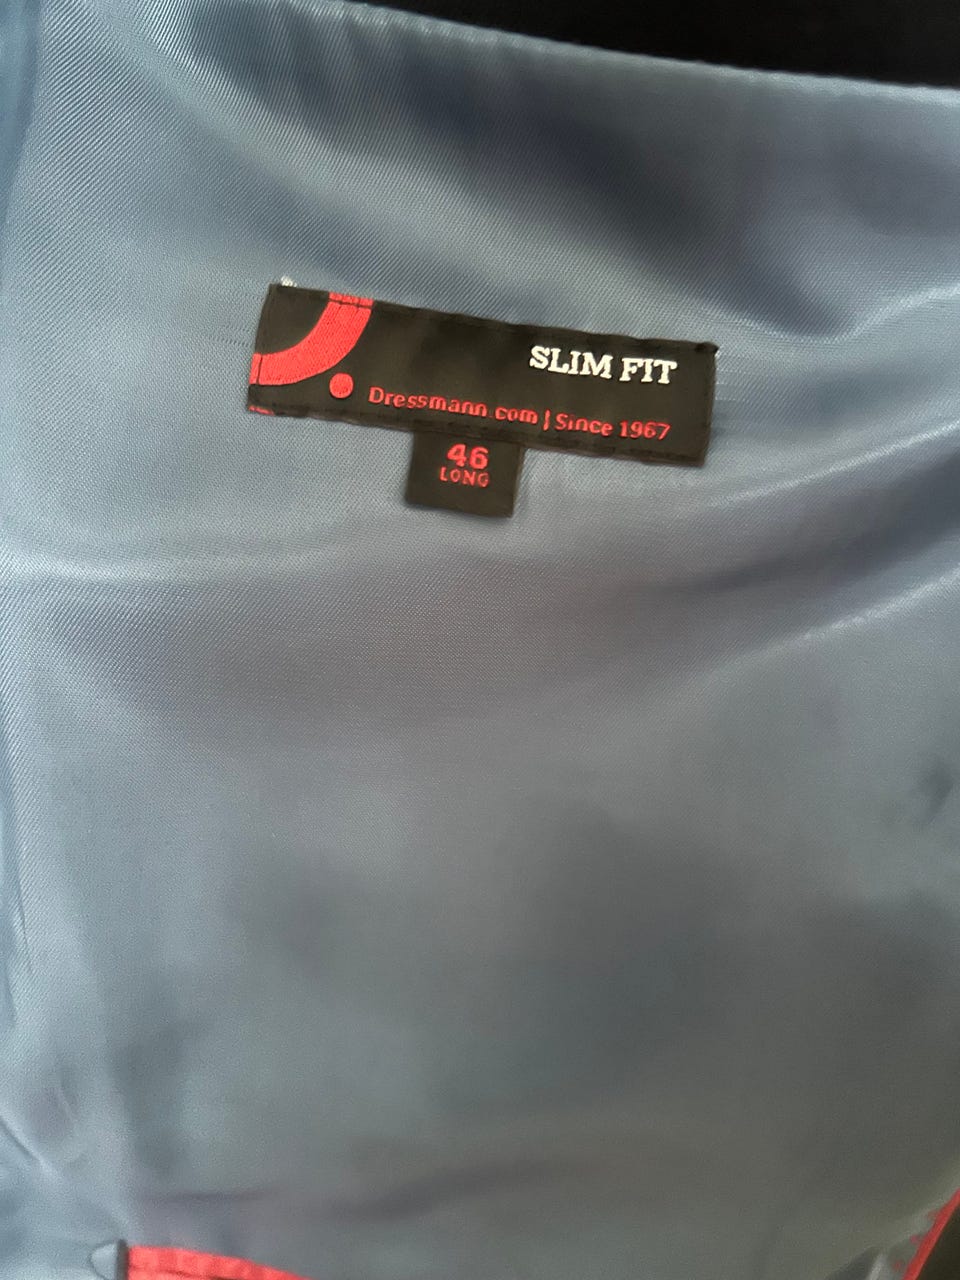 SLIM FIT
Dressmann.com | Since 1967
46
LONG